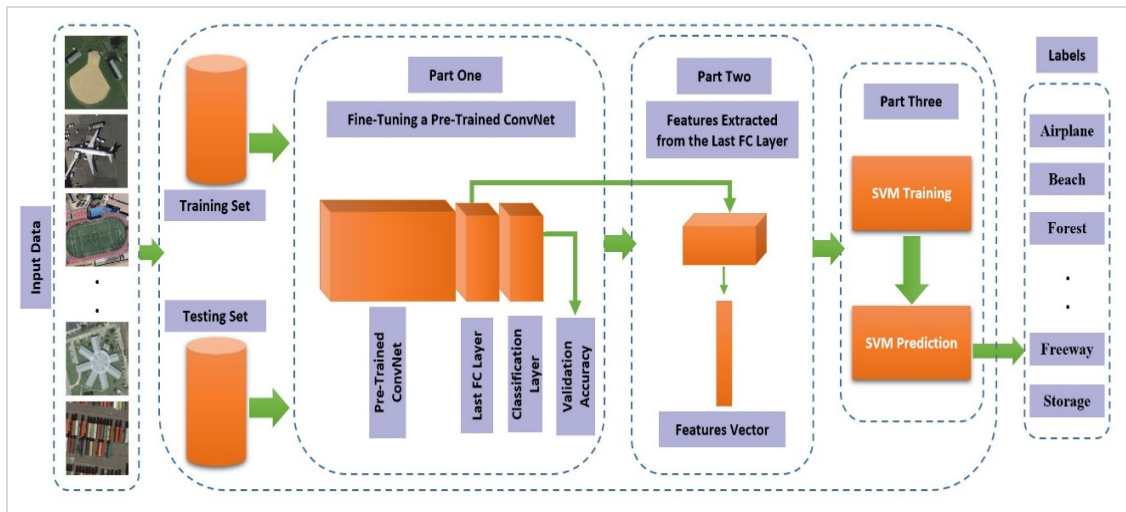 Input Data
Training Set
Testing Set
Part One
Fine-Tuning a Pre-Trained ConvNet
Pre-Trained
ConvNet
Last FC Layer
Classification
Layer
Validation
Accuracy
Part Two
Features Extracted
from the Last FC Layer
Features Vector
Part Three
SVM Training
SVM Prediction
Labels
Airplane
Beach
Forest
.
.
Freeway
Storage